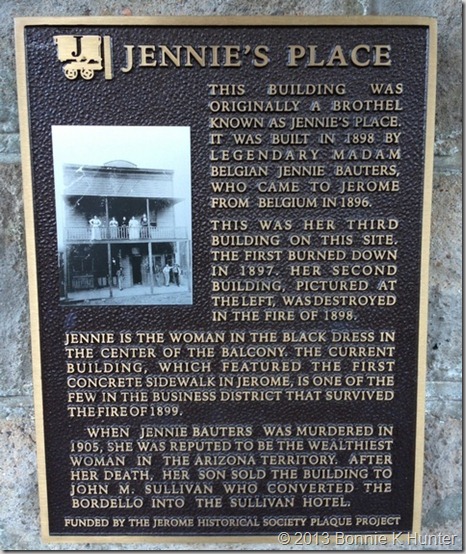 J
JENNIE'S PLACE
THIS BUILDING WAS
ORIGINALLY A BROTHEL
KNOWN AS JENNIE'S PLACE.
IT WAS BUILT IN 1898 BY
LEGENDARY MADAM
BELGIAN JENNIE BAUTERS,
WHO CAME TO JEROME
FROM BELGIUM IN 1896.
THIS WAS HER THIRD
BUILDING ON THIS SITE.
THE FIRST BURNED DOWN
IN 1897. HER SECOND
BUILDING, PICTURED AT
THE LEFT, WAS DESTROYED
IN THE FIRE OF 1898.
JENNIE IS THE WOMAN IN THE BLACK DRESS IN
THE CENTER OF THE BALCONY. THE CURRENT
BUILDING, WHICH FEATURED THE FIRST
CONCRETE SIDEWALK IN JEROME, IS ONE OF THE
FEW IN THE BUSINESS DISTRICT THAT SURVIVED
THE FIRE OF 1899.
WHEN JENNIE BAUTERS WAS MURDERED IN
1905, SHE WAS REPUTED TO BE THE WEALTHIEST
WOMAN IN THE ARIZONA TERRITORY. AFTER
HER DEATH, HER SON SOLD THE BUILDING TO
JOHN M. SULLIVAN WHO CONVERTED THE
BORDELLO INTO THE SULLIVAN HOTEL.
FUNDED BY THE JEROME HISTORICAL SOCIETY PLAQUE PROJECT
© 2013 Bonnie K Hunter